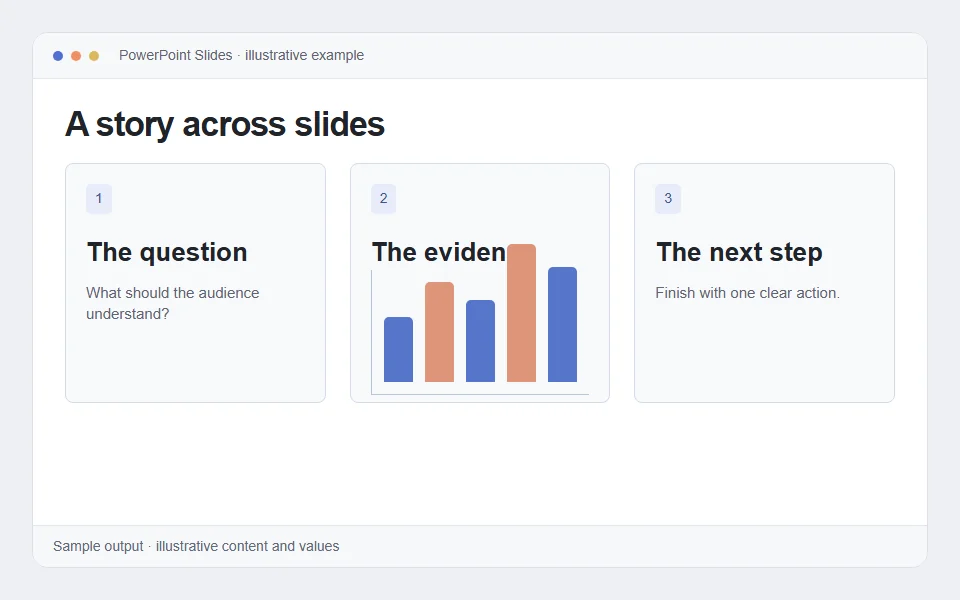 PowerPoint Slides · illustrative example
A story across slides
1
The question
What should the audience
understand?
2
The eviden
3
The next step
Finish with one clear action.
Sample output · illustrative content and values